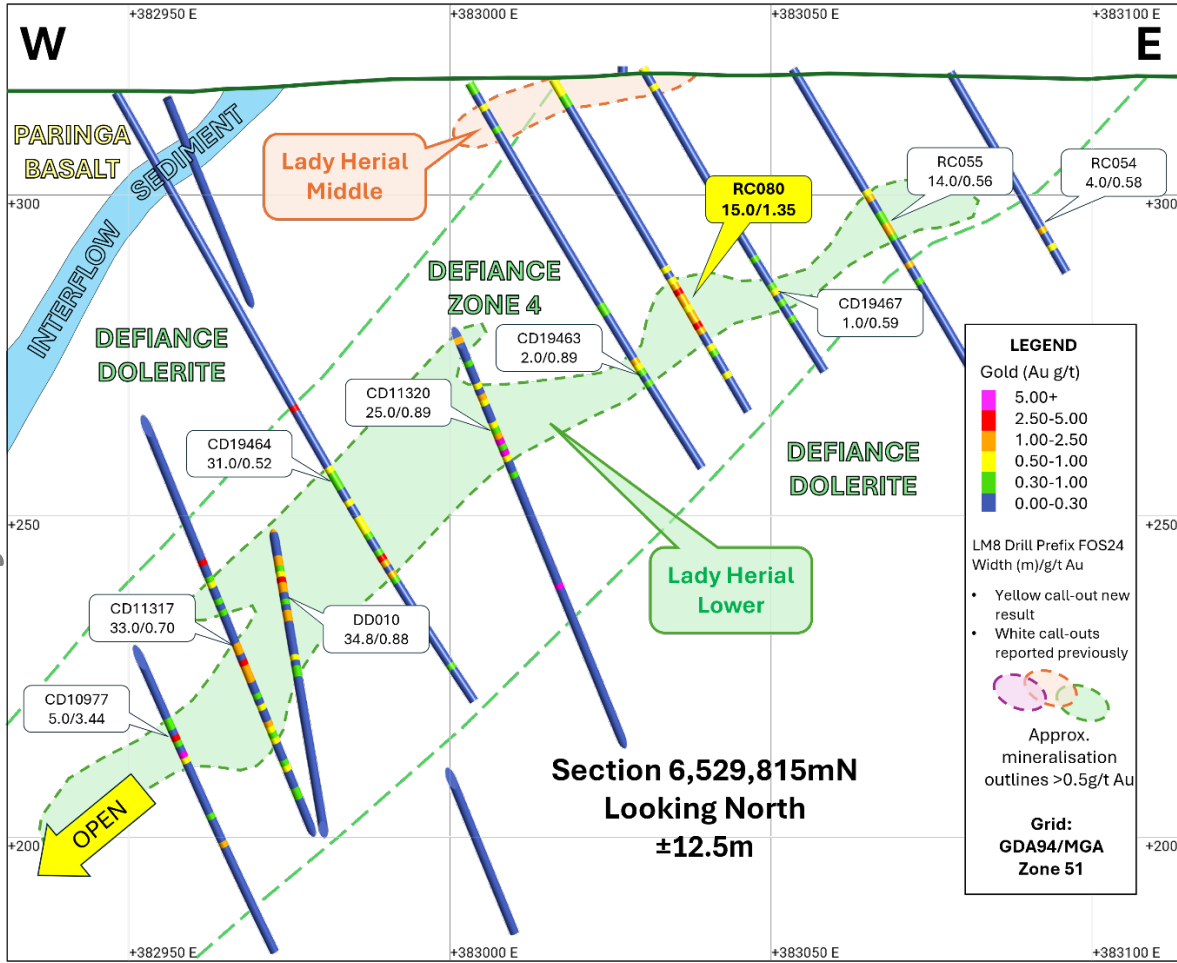 +382950 E
+383000 E
+383050 E
+383100 E
W
E
PARINGA
BASALT
INTERFLOW SEDIMENT
Lady Herial
Middle
RC080
15.0/1.35
RC055
14.0/0.56
RC054
4.0/0.58
+300
+300
DEFIANCE
ZONE 4
CD19467
1.0/0.59
CD19463
2.0/0.89
DEFIANCE
DOLERITE
CD11320
25.0/0.89
CD19464
31.0/0.52
DEFIANCE
DOLERITE
+250
+250
Lady Herial
Lower
CD11317
33.0/0.70
DD010
34.8/0.88
CD10977
5.0/3.44
OPEN
Section 6,529,815mN
Looking North
±12.5m
+200
+200
LEGEND
Gold (Au g/t)
5.00+
2.50-5.00
1.00-2.50
0.50-1.00
0.30-1.00
0.00-0.30
LM8 Drill Prefix FOS24
Width (m)/g/t Au
• Yellow call-out new
result
• White call-outs
reported previously
Approx.
mineralisation
outlines >0.5g/t Au
Grid:
GDA94/MGA
Zone 51
+382950 E
+383000 E
+383050 E
+383100 E